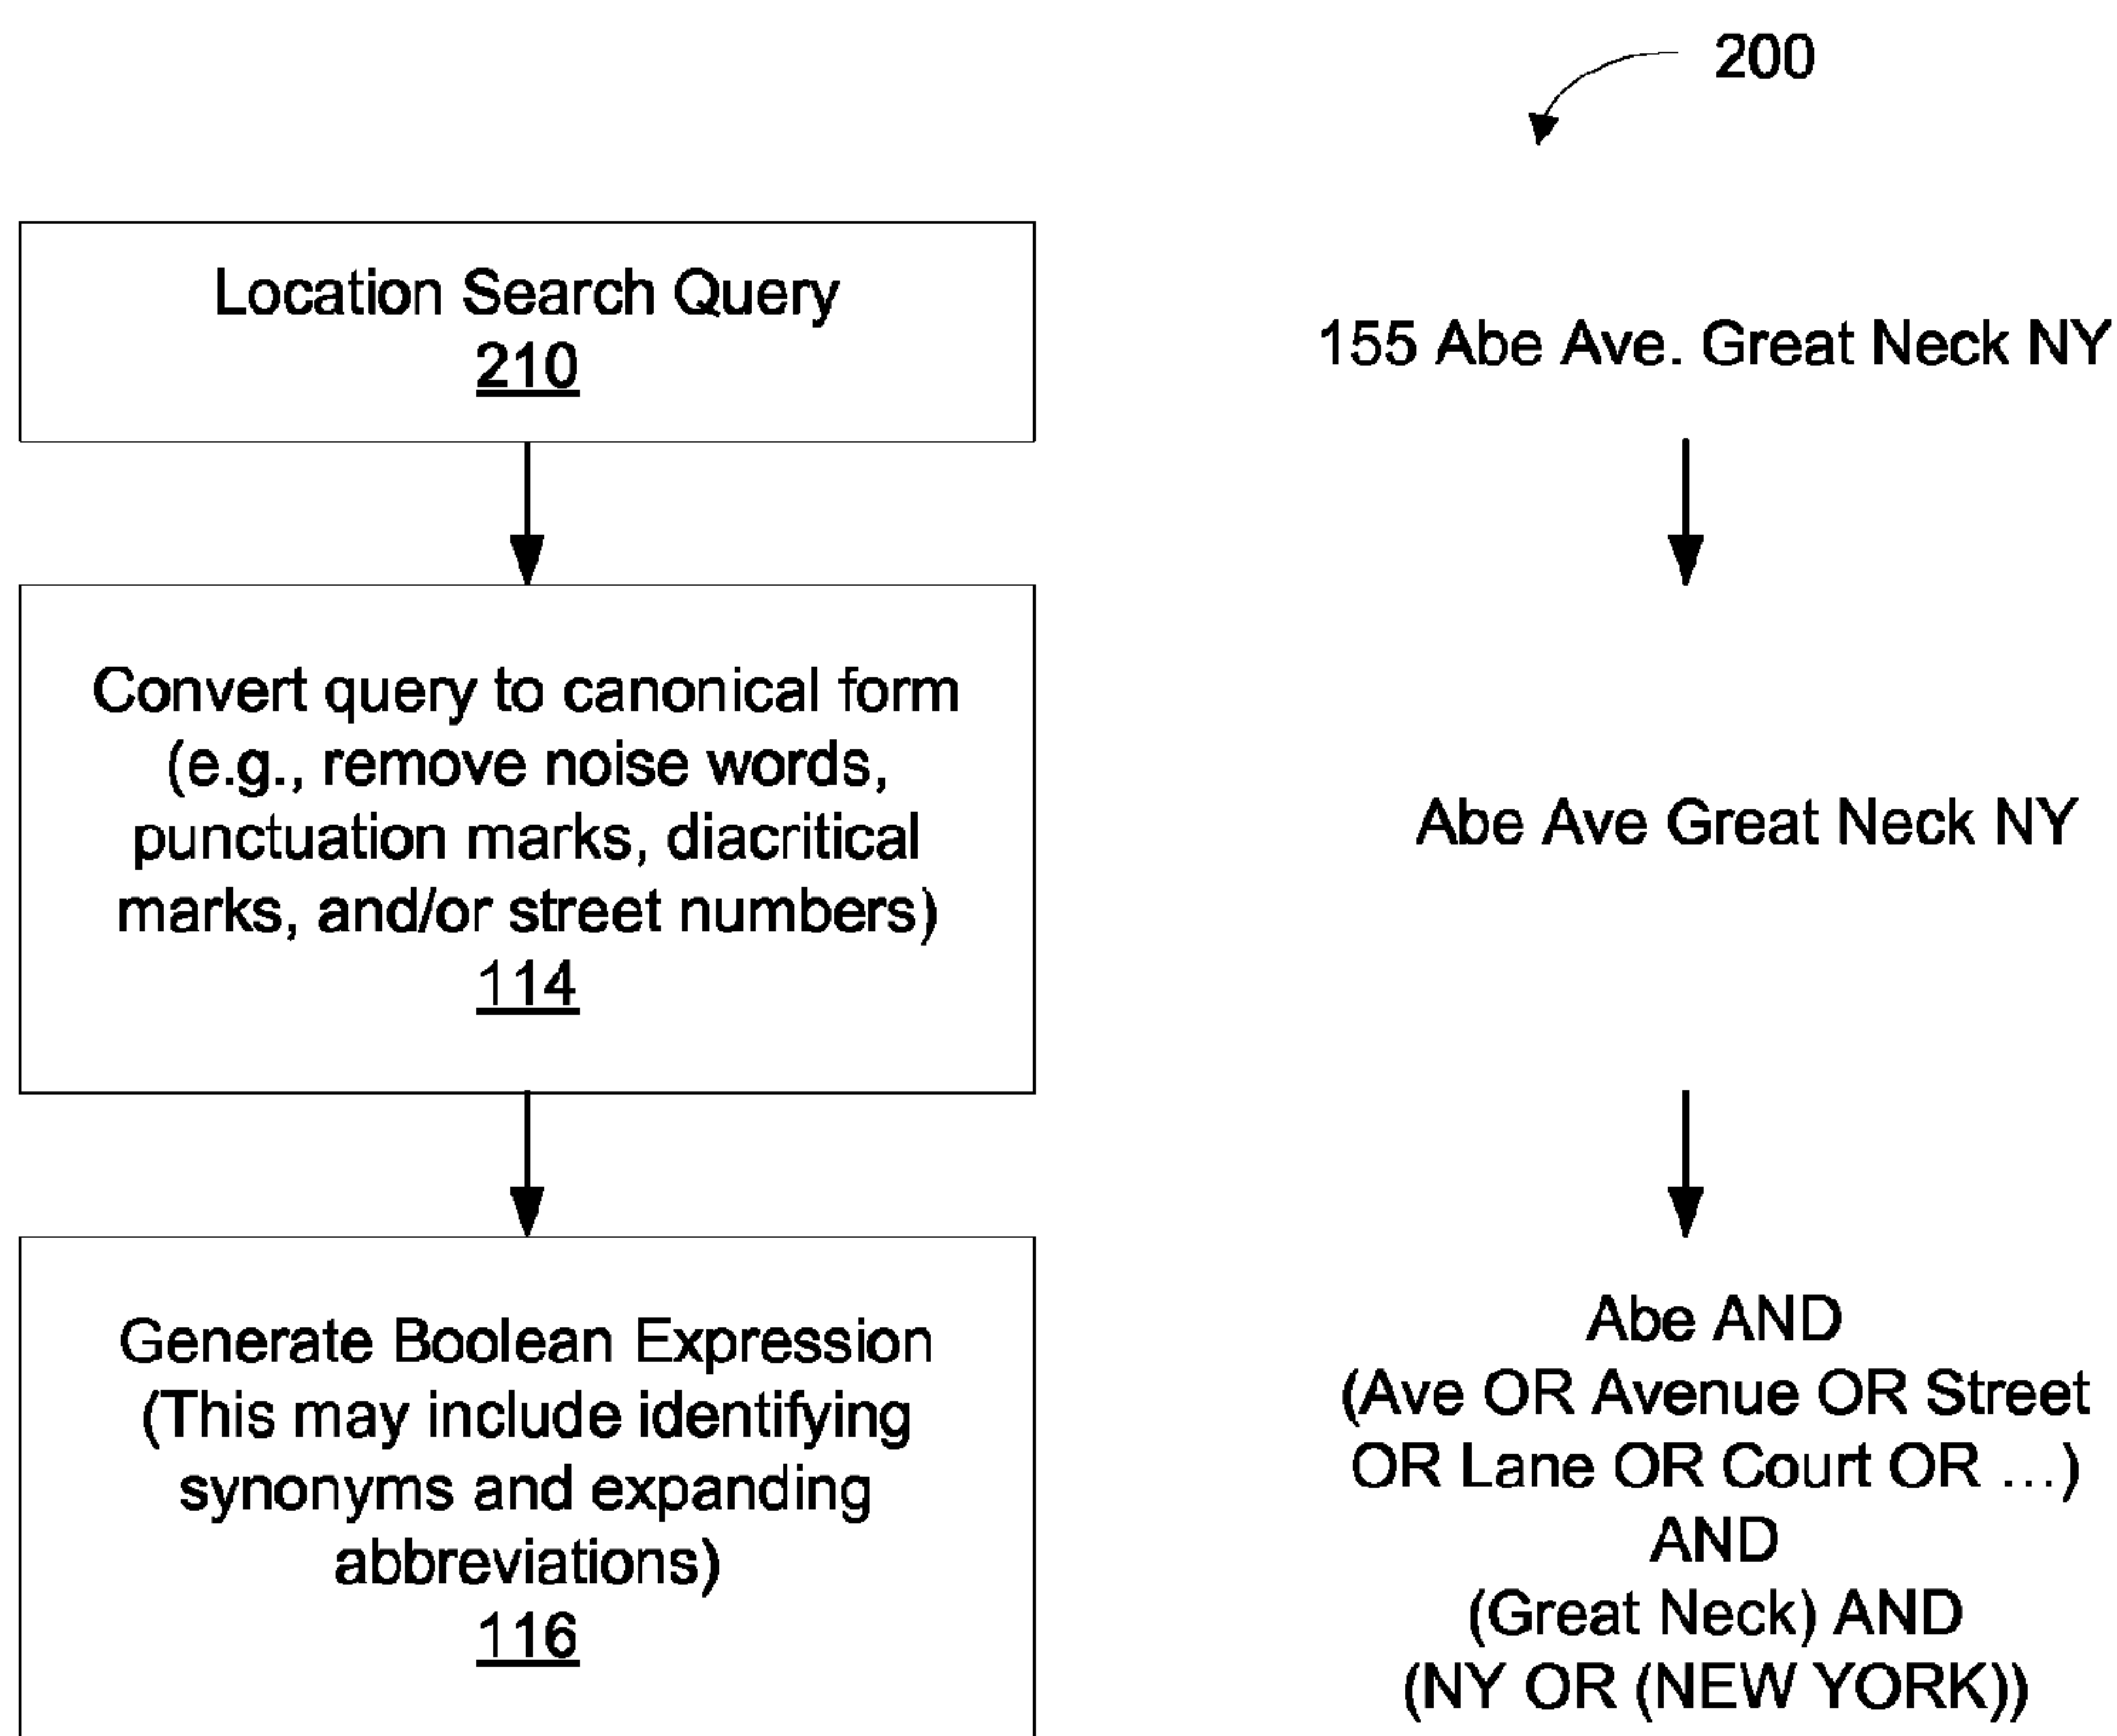 200
Location Search Query
210
155 Abe Ave. Great Neck NY
Convert query to canonical form
(e.g., remove noise words,
punctuation marks, diacritical
marks, and/or street numbers)
114
Abe Ave Great Neck NY
Generate Boolean Expression
(This may include identifying
synonyms and expanding
abbreviations)
116
Abe AND
(Ave OR Avenue OR Street
OR Lane OR Court OR ...)
AND
(Great Neck) AND
(NY OR (NEW YORK))